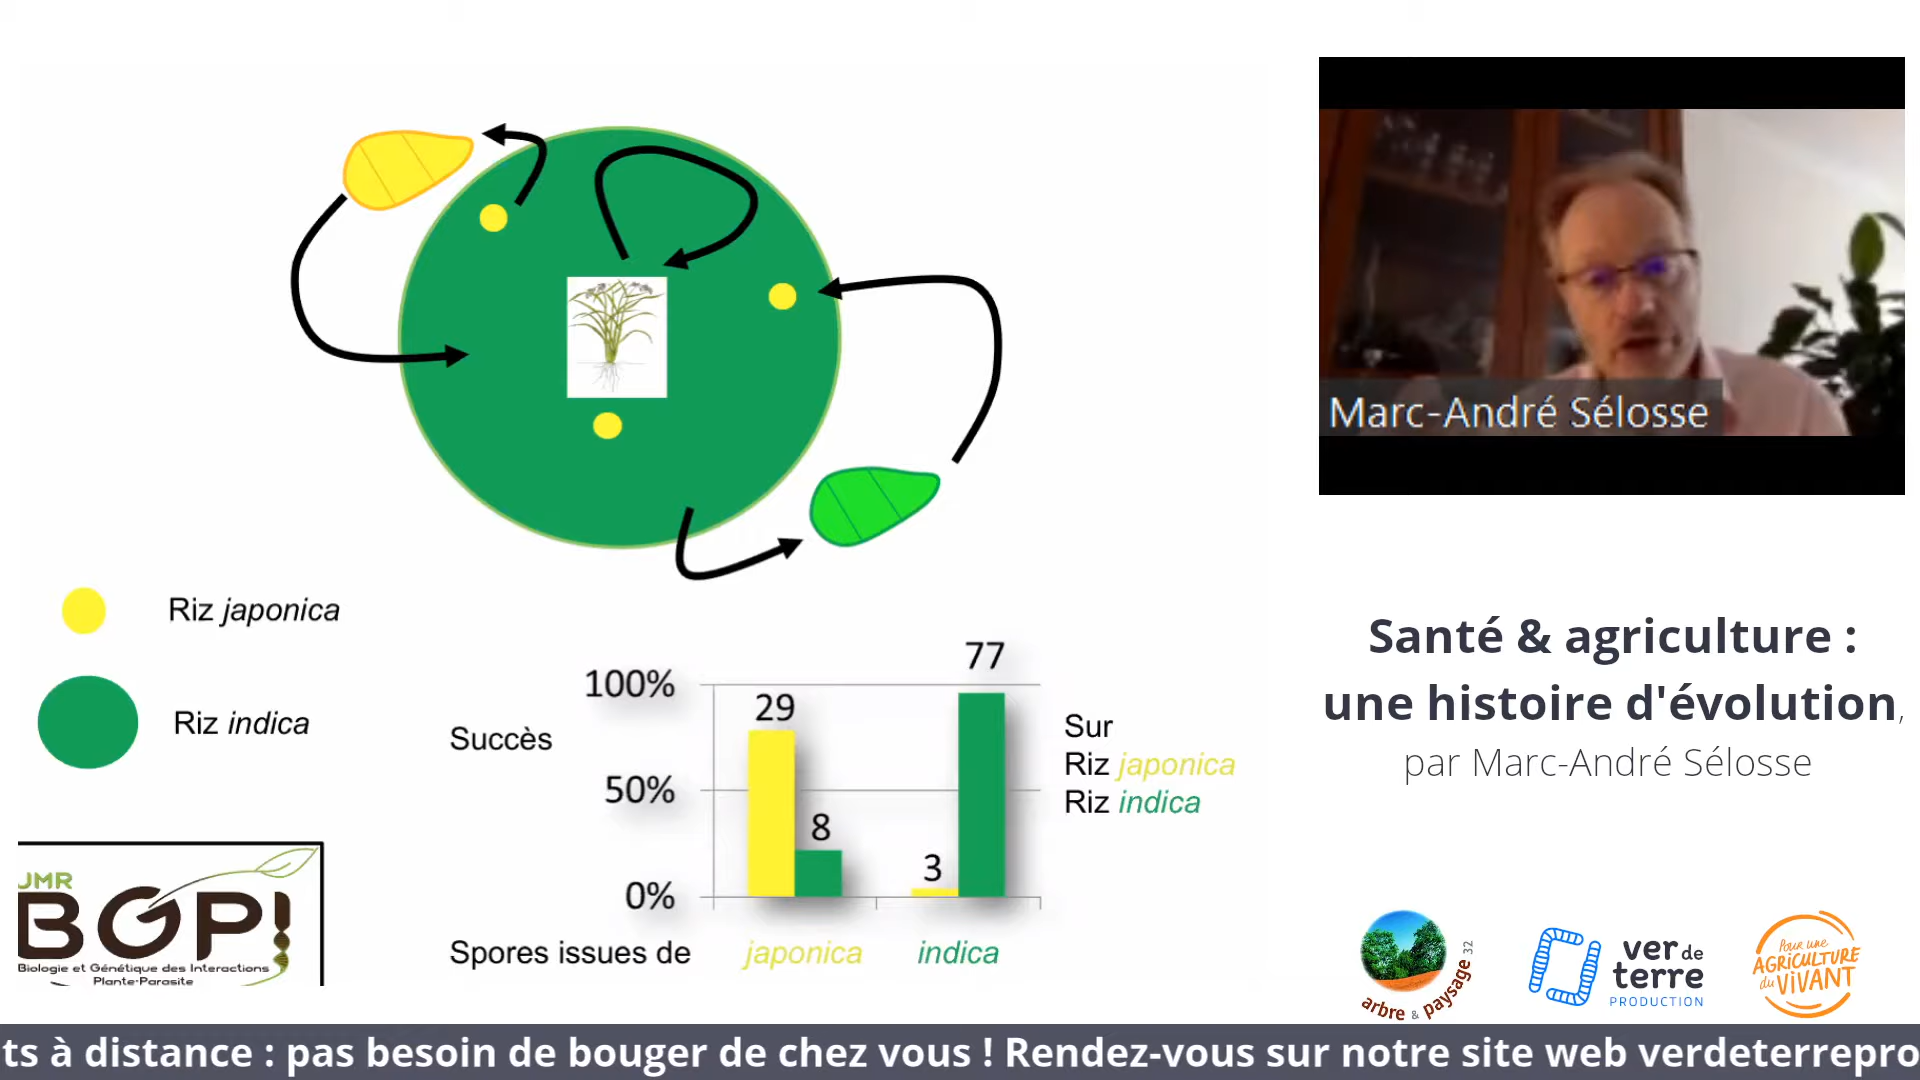 Marc-André Sélosse
Riz japonica
Riz indica
Succès
100%
50%
0%
29
8
3
77
Sur
Riz japonica
Riz indica
Spores issues de
japonica
indica
UMR
BGPI
Biologie et Génétique des Interactions
Plante-Parasite
Santé & agriculture :
une histoire d'évolution,
par Marc-André Sélosse
arbre & paysage 32
ver de
terre
PRODUCTION
Pour une
AGRICULTURE
du VIVANT
ts à distance : pas besoin de bouger de chez vous ! Rendez-vous sur notre site web verdeterrepro